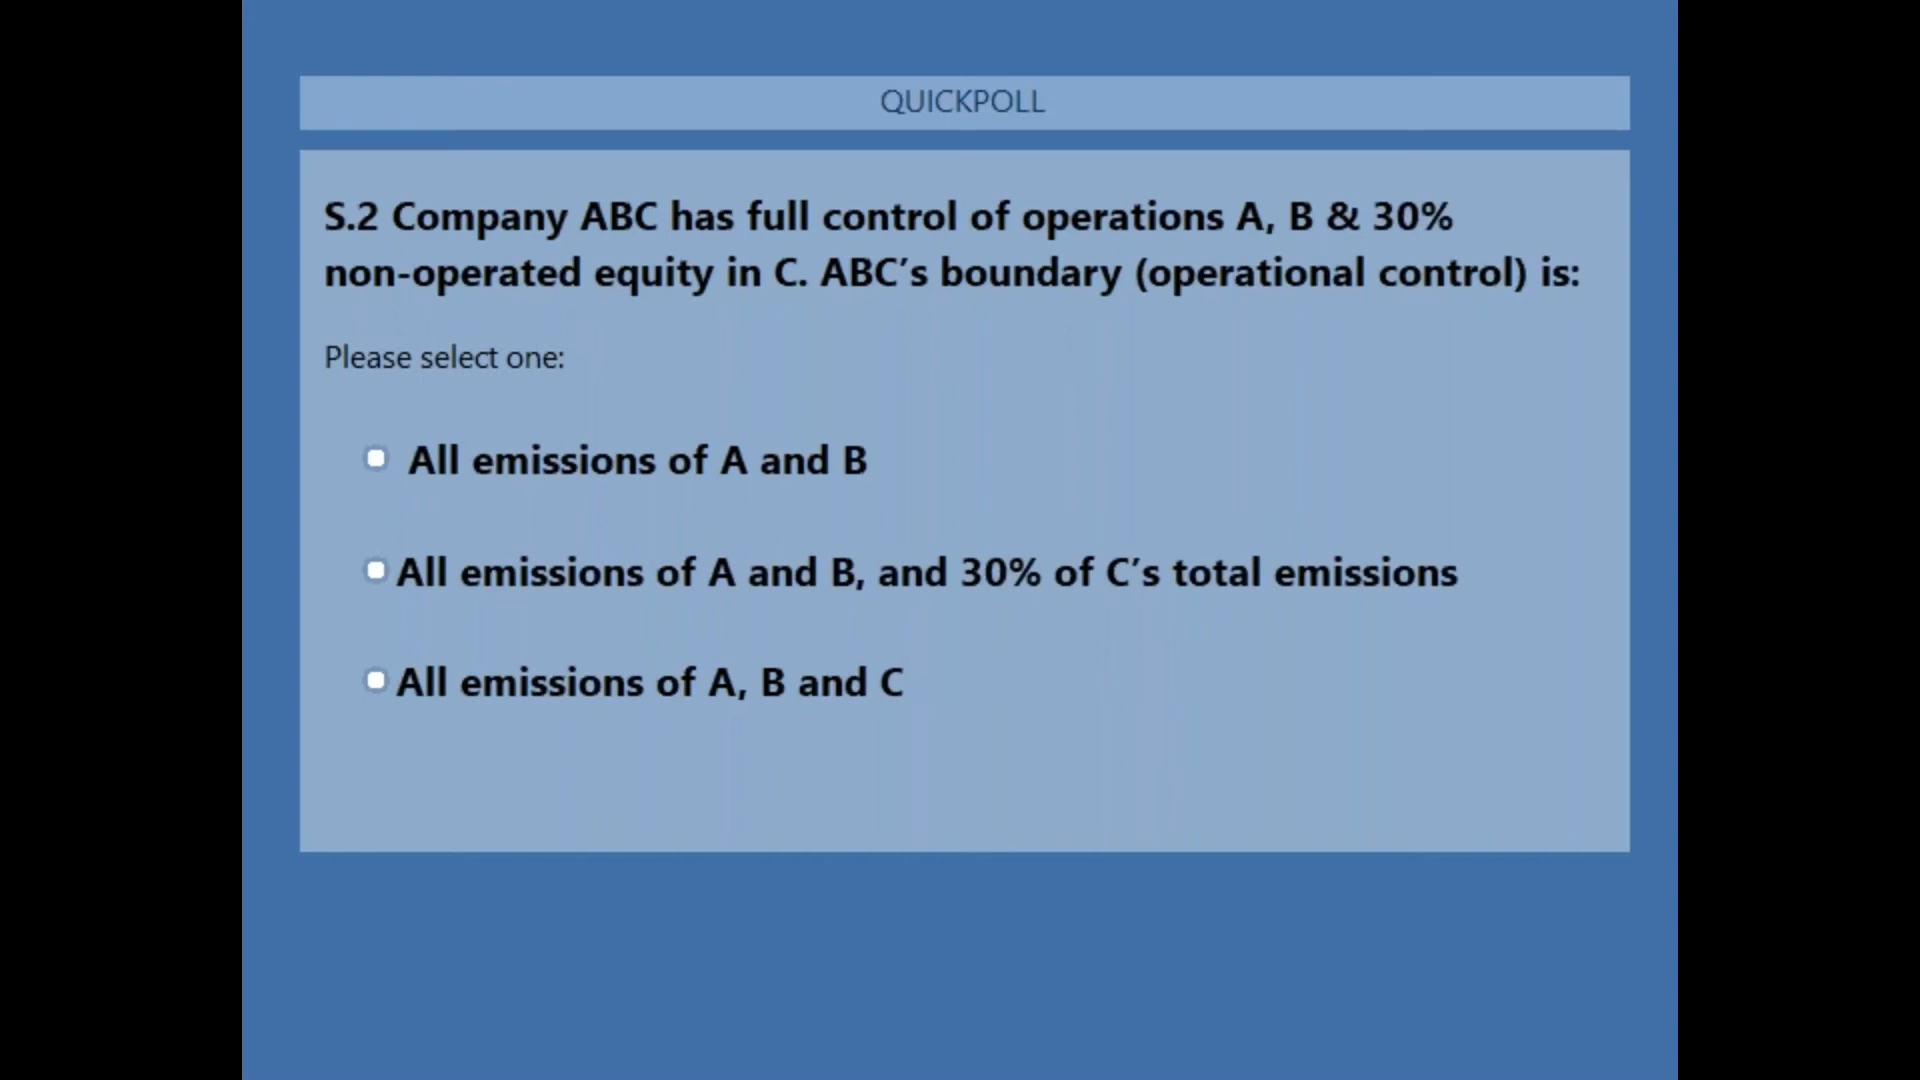 QUICKPOLL
S.2 Company ABC has full control of operations A, B & 30%
non-operated equity in C. ABC’s boundary (operational control) is:
Please select one:
All emissions of A and B
All emissions of A and B, and 30% of C’s total emissions
All emissions of A, B and C